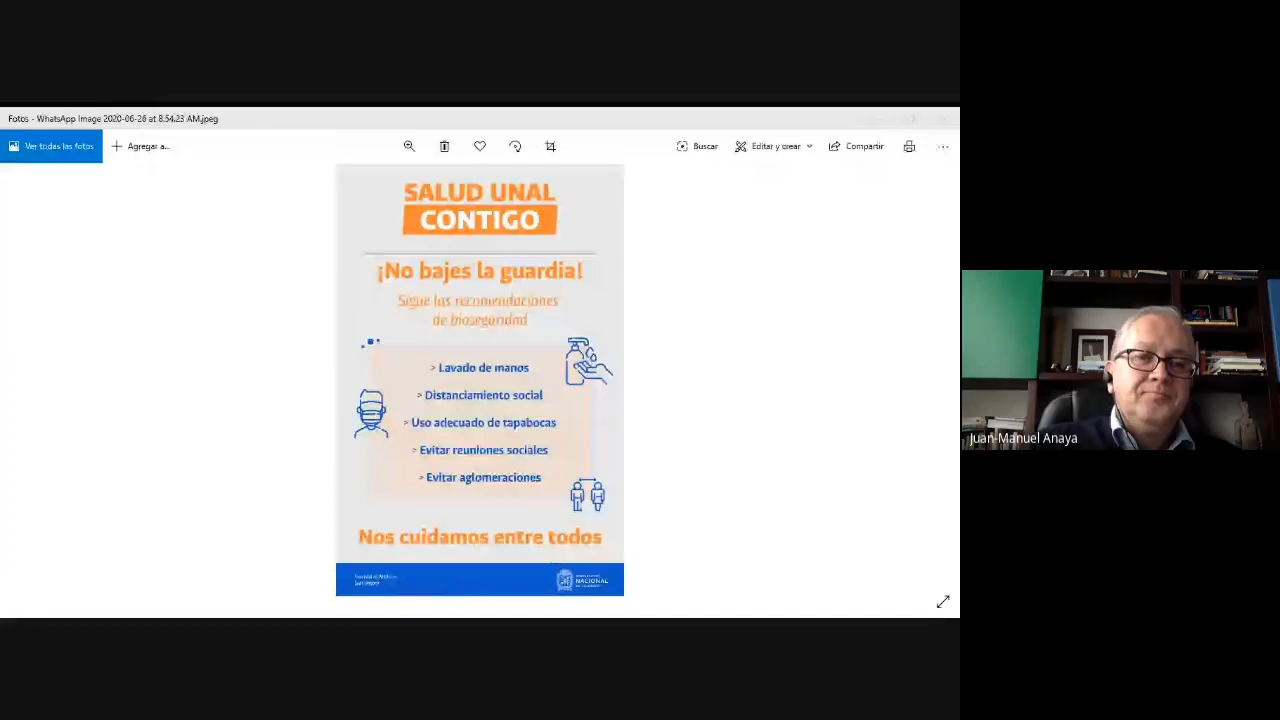 Fotos - WhatsApp Image 2020-06-28 at 8.54.23 AM.jpeg
Ver todas las fotos
Agregar a...
Buscar
Editar y crear
Compartir
SALUD UNAL
CONTIGO
¡No bajes la guardia!
Sigue las recomendaciones
de bioseguridad
> Lavado de manos
> Distanciamiento social
> Uso adecuado de tapabocas
> Evitar reuniones sociales
> Evitar aglomeraciones
Nos cuidamos entre todos
NACIONAL
Juan-Manuel Anaya